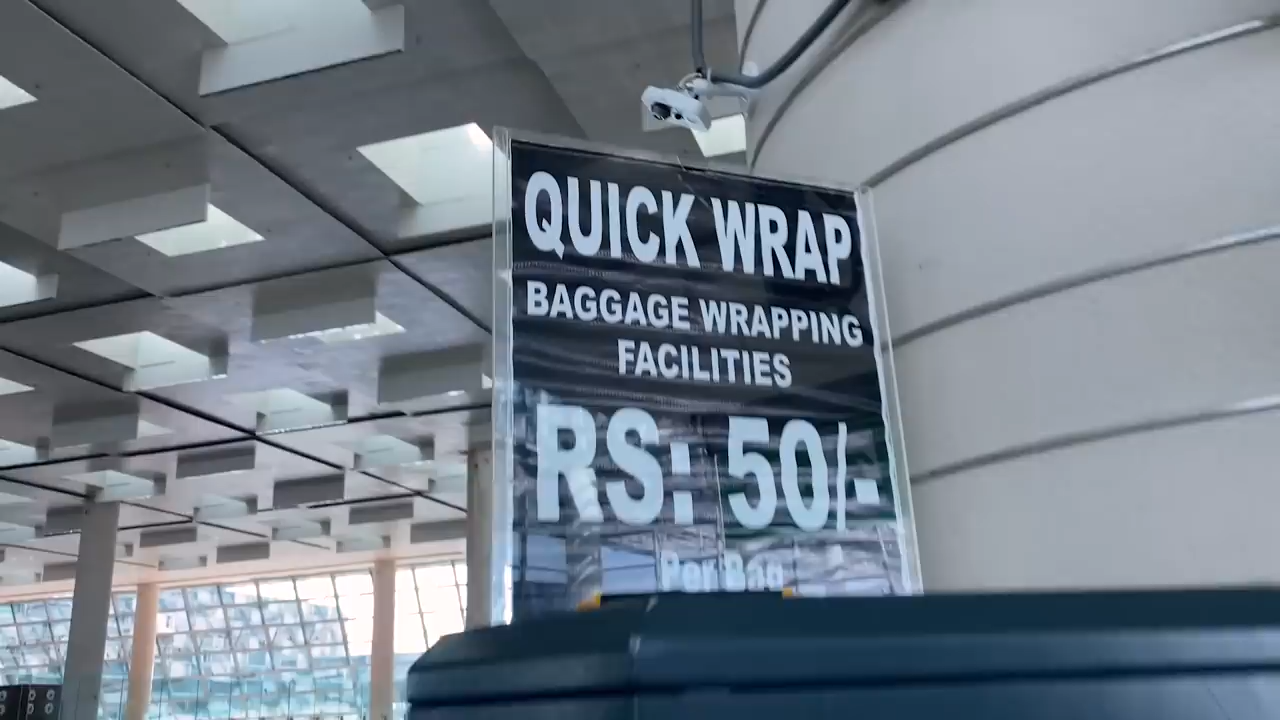 QUICK WRAP
BAGGAGE WRAPPING
FACILITIES
RS: 50/-
Per Bag